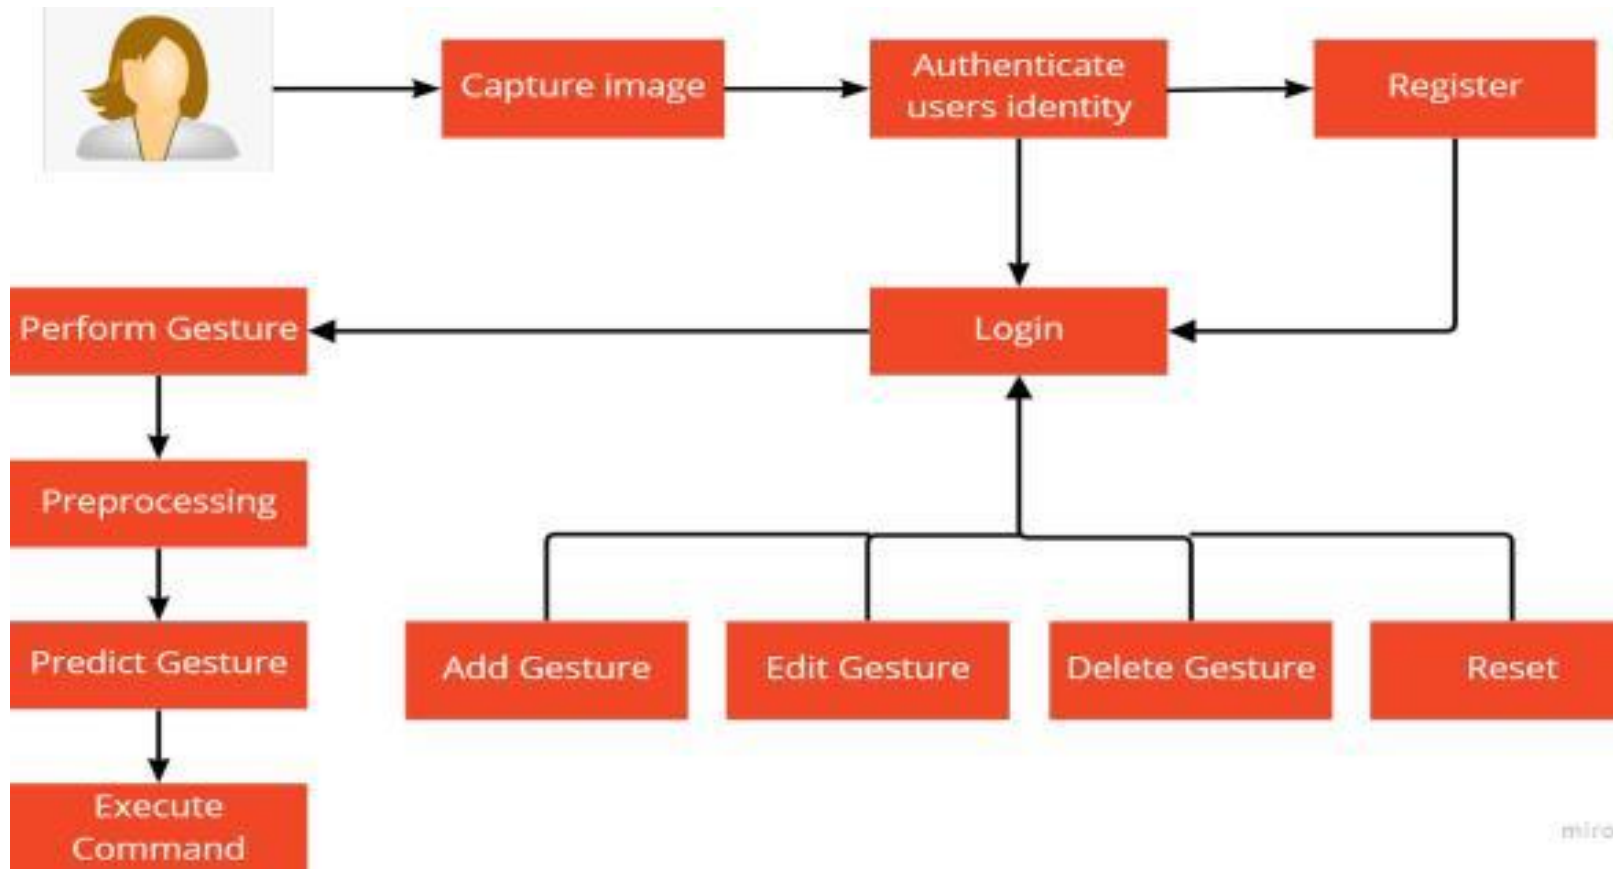 Capture image
Authenticate
users identity
Register
Perform Gesture
Login
Preprocessing
Predict Gesture
Add Gesture
Edit Gesture
Delete Gesture
Reset
Execute
Command
miro